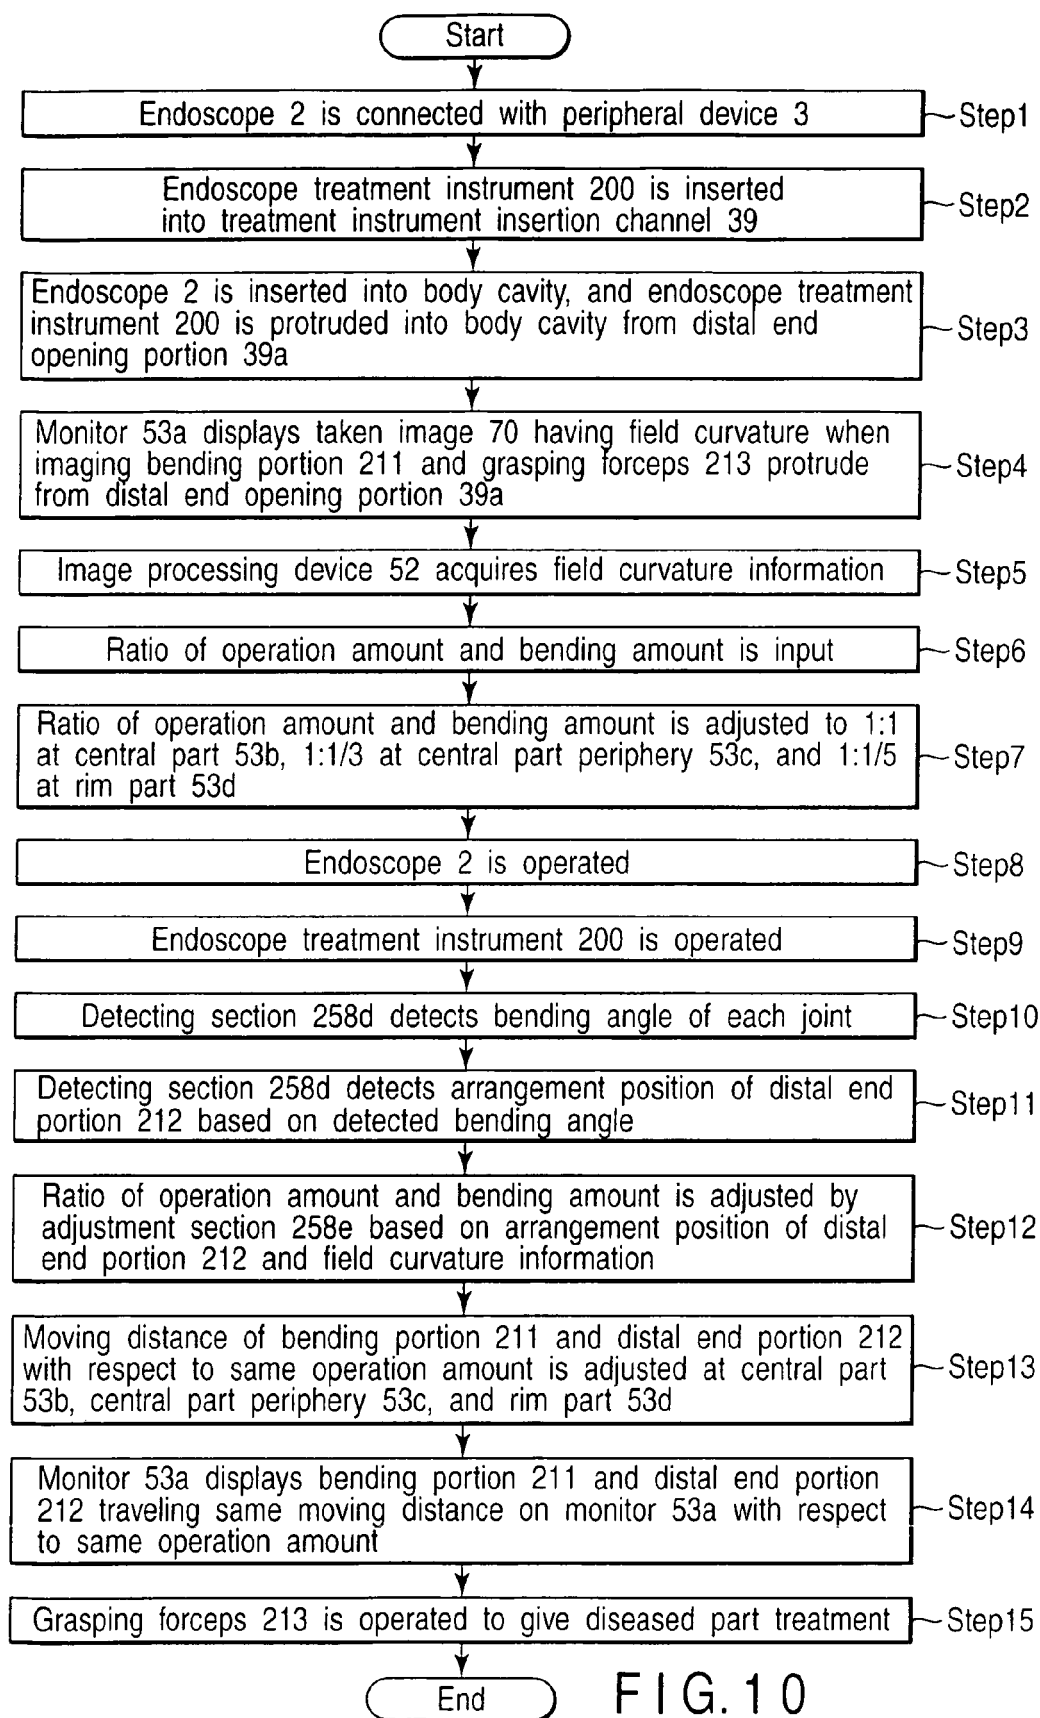 Start
Endoscope 2 is connected with peripheral device 3
Step1
Endoscope treatment instrument 200 is inserted
into treatment instrument insertion channel 39
Step2
Endoscope 2 is inserted into body cavity, and endoscope treatment
instrument 200 is protruded into body cavity from distal end
opening portion 39a
Step3
Monitor 53a displays taken image 70 having field curvature when
imaging bending portion 211 and grasping forceps 213 protrude
from distal end opening portion 39a
Step4
Image processing device 52 acquires field curvature information
Step5
Ratio of operation amount and bending amount is input
Step6
Ratio of operation amount and bending amount is adjusted to 1:1
at central part 53b, 1:1/3 at central part periphery 53c, and 1:1/5
at rim part 53d
Step7
Endoscope 2 is operated
Step8
Endoscope treatment instrument 200 is operated
Step9
Detecting section 258d detects bending angle of each joint
Step10
Detecting section 258d detects arrangement position of distal end
portion 212 based on detected bending angle
Step11
Ratio of operation amount and bending amount is adjusted by
adjustment section 258e based on arrangement position of distal
end portion 212 and field curvature information
Step12
Moving distance of bending portion 211 and distal end portion 212
with respect to same operation amount is adjusted at central part
53b, central part periphery 53c, and rim part 53d
Step13
Monitor 53a displays bending portion 211 and distal end portion
212 traveling same moving distance on monitor 53a with respect
to same operation amount
Step14
Grasping forceps 213 is operated to give diseased part treatment
Step15
End
FIG.10